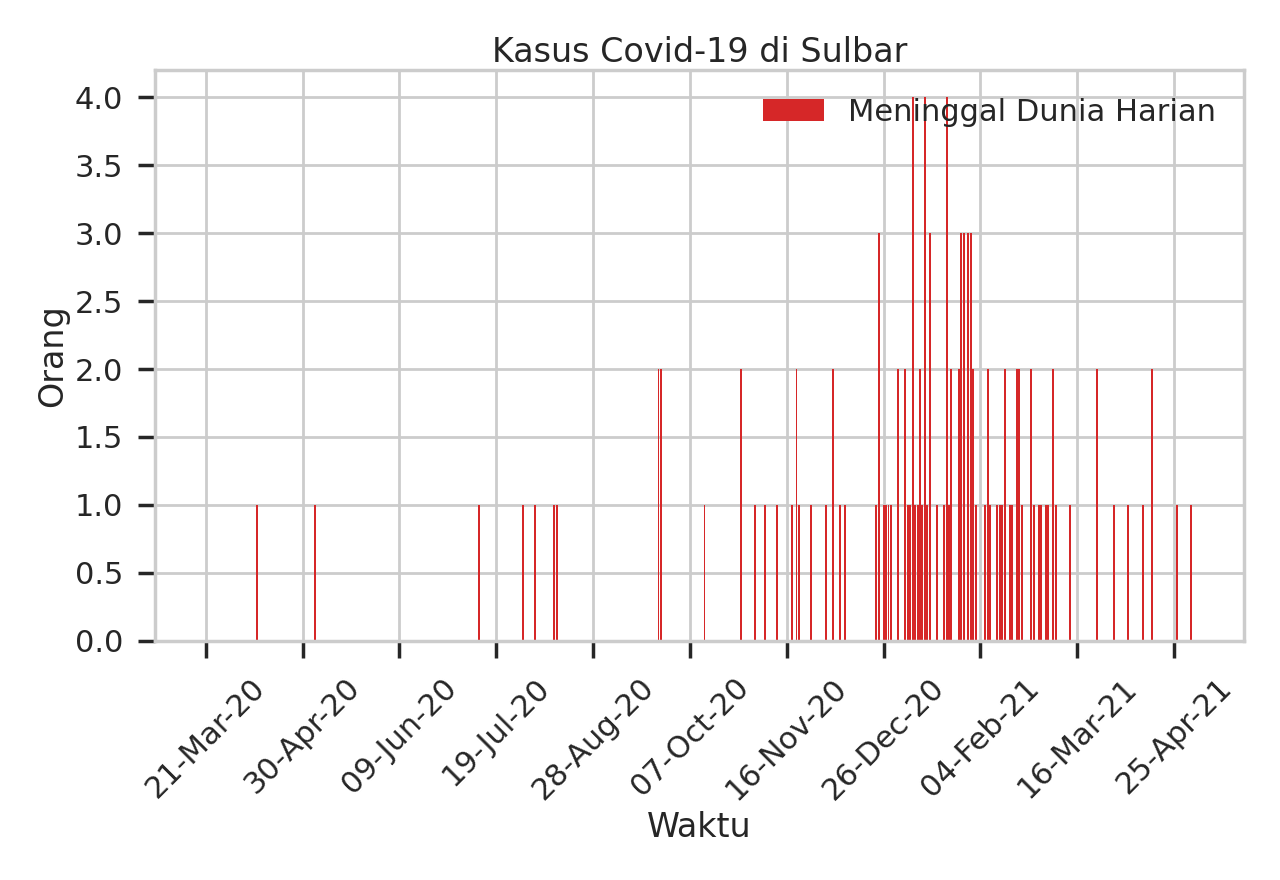 Kasus Covid-19 di Sulbar
Meninggal Dunia Harian
4.0
3.5
3.0
2.5
2.0
1.5
1.0
0.5
0.0
Orang
21-Mar-20
30-Apr-20
09-Jun-20
19-Jul-20
28-Aug-20
07-Oct-20
16-Nov-20
26-Dec-20
04-Feb-21
16-Mar-21
25-Apr-21
Waktu